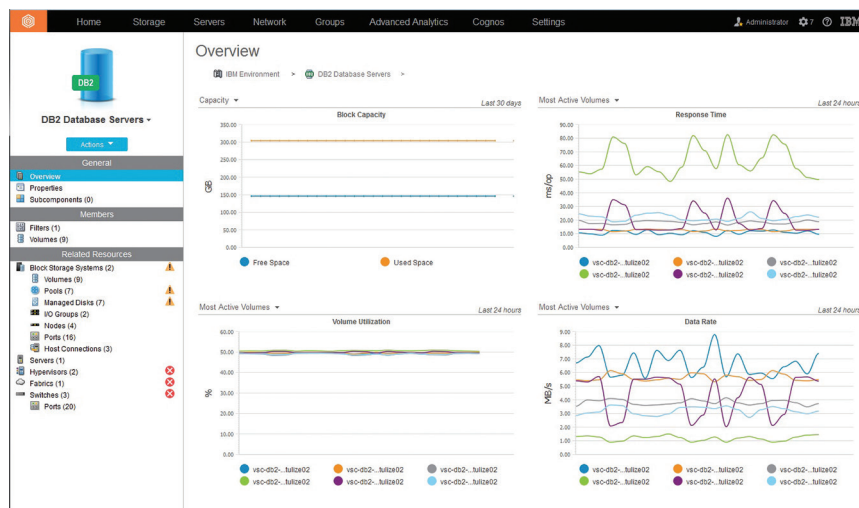 Home Storage Servers Network Groups Advanced Analytics Cognos Settings Administrator 7 IBM
DB2
DB2 Database Servers
Actions
General
Overview
Properties
Subcomponents (0)
Members
Filters (1)
Volumes (9)
Related Resources
Block Storage Systems (2)
Volumes (9)
Pools (7)
Managed Disks (7)
I/O Groups (2)
Nodes (4)
Ports (16)
Host Connections (3)
Servers (1)
Hypervisors (2)
Fabrics (1)
Switches (3)
Ports (20)
Overview
IBM Environment > DB2 Database Servers >
Capacity Last 30 days
Block Capacity
350.00
300.00
250.00
200.00
150.00
100.00
50.00
0.00
GB
Free Space Used Space
Most Active Volumes Last 24 hours
Response Time
90.00
80.00
70.00
60.00
50.00
40.00
30.00
20.00
10.00
0.00
ms/op
vsc-db2-...tulize02 vsc-db2-...tulize02 vsc-db2-...tulize02
vsc-db2-...tulize02 vsc-db2-...tulize02 vsc-db2-...tulize02
Most Active Volumes Last 24 hours
Volume Utilization
60.00
50.00
40.00
30.00
20.00
10.00
0.00
%
vsc-db2-...tulize02 vsc-db2-...tulize02 vsc-db2-...tulize02
vsc-db2-...tulize02 vsc-db2-...tulize02 vsc-db2-...tulize02
Most Active Volumes Last 24 hours
Data Rate
9.00
8.00
7.00
6.00
5.00
4.00
3.00
2.00
1.00
0.00
MiB/s
vsc-db2-...tulize02 vsc-db2-...tulize02 vsc-db2-...tulize02
vsc-db2-...tulize02 vsc-db2-...tulize02 vsc-db2-...tulize02